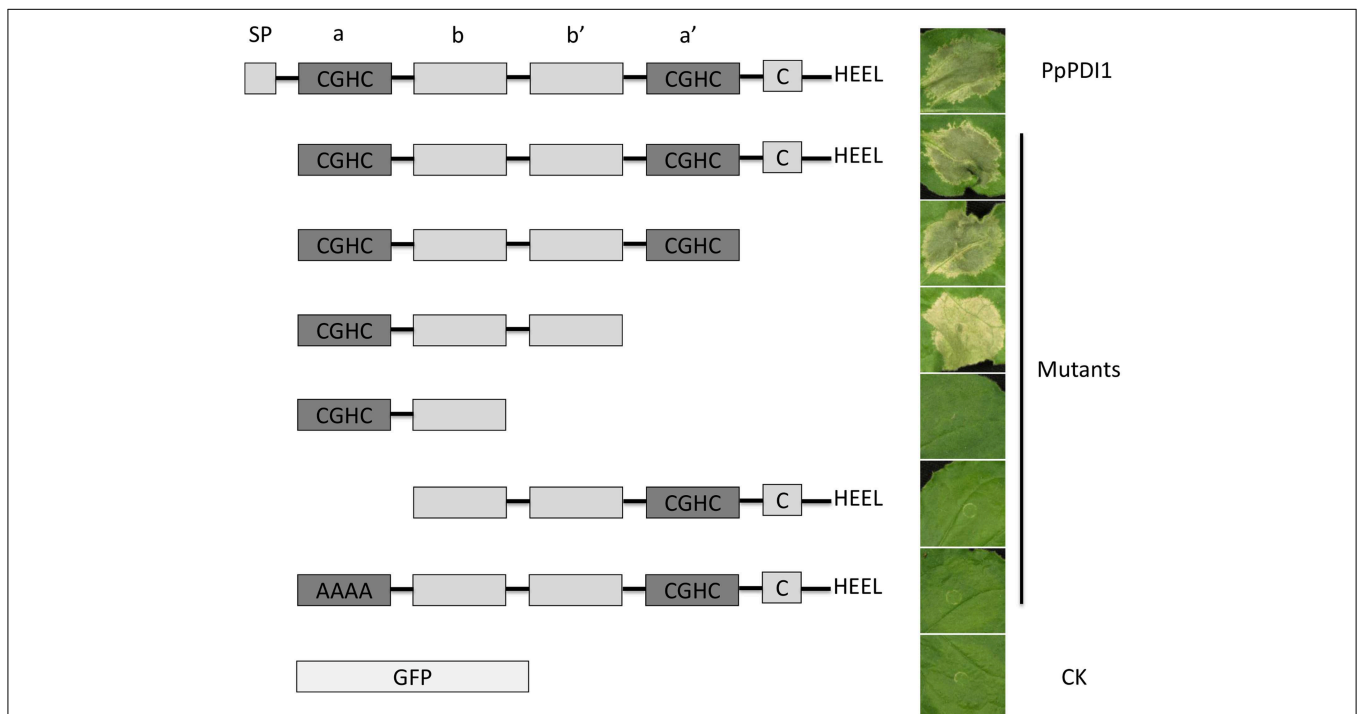 SP a b b’ a’
CGHC CGHC C HEEL PpPDI1
CGHC CGHC C HEEL
CGHC CGHC
CGHC
Mutants
CGHC
CGHC C HEEL
AAAA CGHC C HEEL
GFP CK